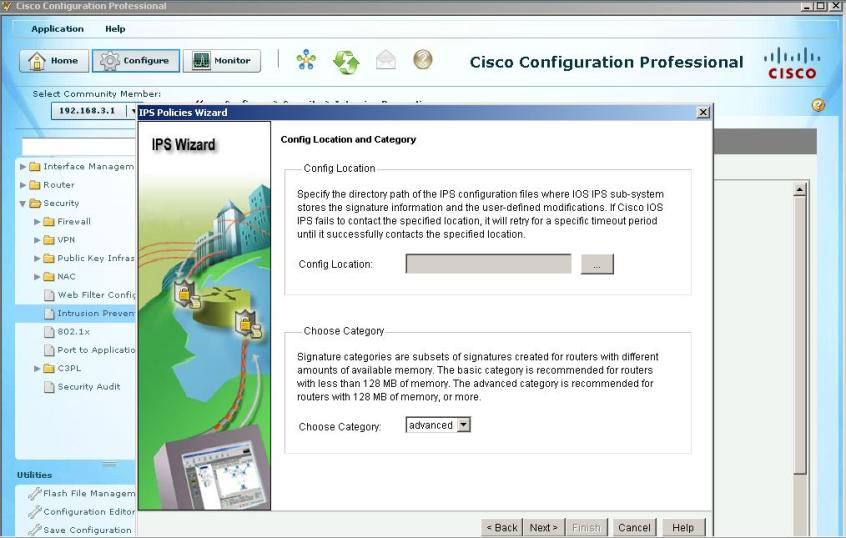 Cisco Configuration Professional
Application Help
Home Configure Monitor
Cisco Configuration Professional
CISCO
Select Community Member:
192.168.3.1
IPS Policies Wizard
IPS Wizard
Interface Managem
Router
Security
Firewall
VPN
Public Key Infras
NAC
Web Filter Config
Intrusion Preven
802.1x
Port to Applicatio
C3PL
Security Audit
Utilities
Flash File Managem
Configuration Editor
Save Configuration
Config Location and Category
Config Location
Specify the directory path of the IPS configuration files where IOS IPS sub-system
stores the signature information and the user-defined modifications. If Cisco IOS
IPS fails to contact the specified location, it will retry for a specific timeout period
until it successfully contacts the specified location.
Config Location: ...
Choose Category
Signature categories are subsets of signatures created for routers with different
amounts of available memory. The basic category is recommended for routers
with less than 128 MB of memory. The advanced category is recommended for
routers with 128 MB of memory, or more.
Choose Category: advanced
< Back Next > Finish Cancel Help